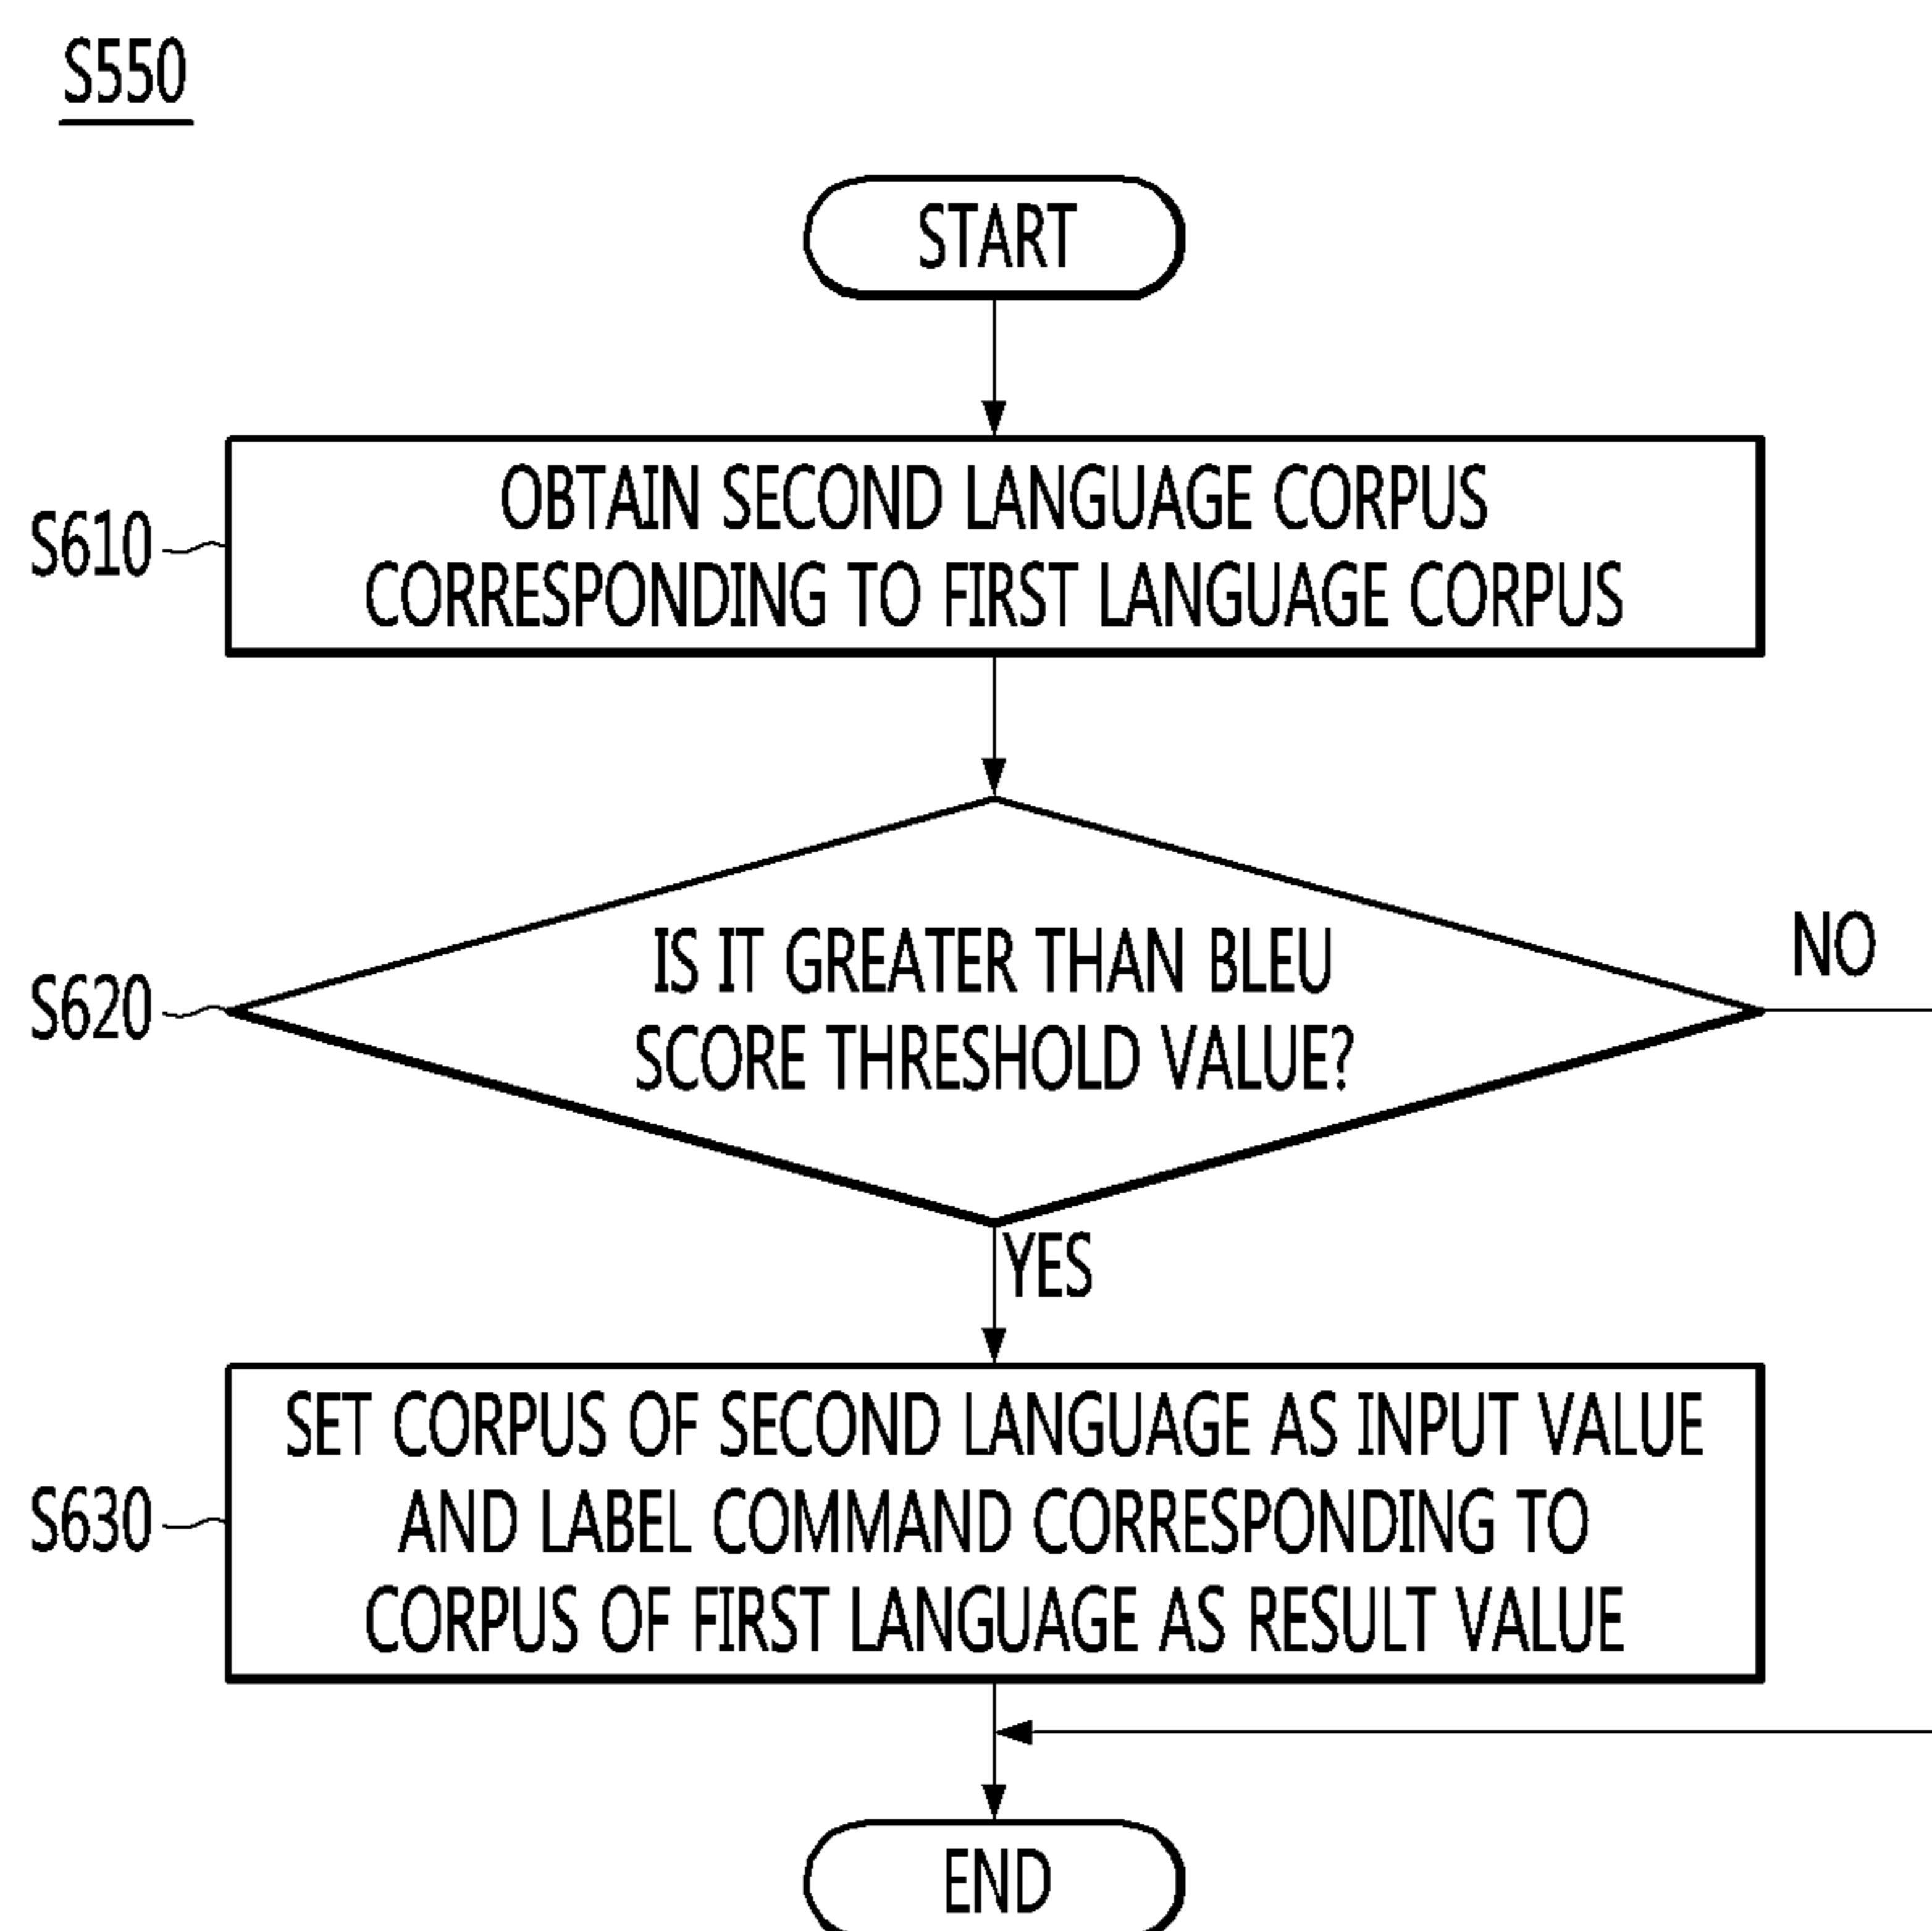 S550
START
S610
OBTAIN SECOND LANGUAGE CORPUS
CORRESPONDING TO FIRST LANGUAGE CORPUS
S620
IS IT GREATER THAN BLEU
SCORE THRESHOLD VALUE?
NO
YES
S630
SET CORPUS OF SECOND LANGUAGE AS INPUT VALUE
AND LABEL COMMAND CORRESPONDING TO
CORPUS OF FIRST LANGUAGE AS RESULT VALUE
END